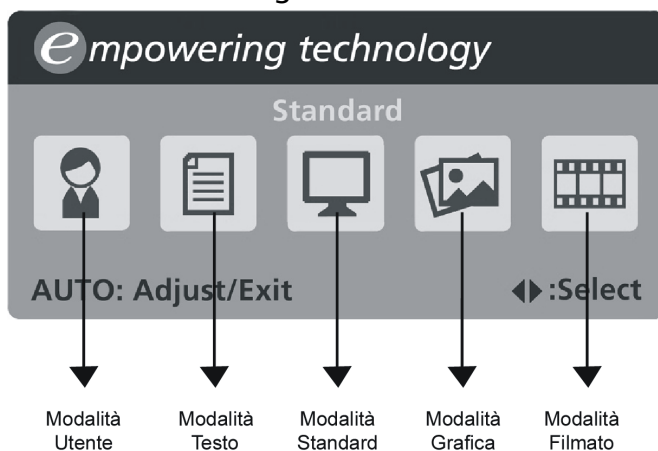 empowering technology
Standard
AUTO: Adjust/Exit
:Select
Modalità Utente
Modalità Testo
Modalità Standard
Modalità Grafica
Modalità Filmato